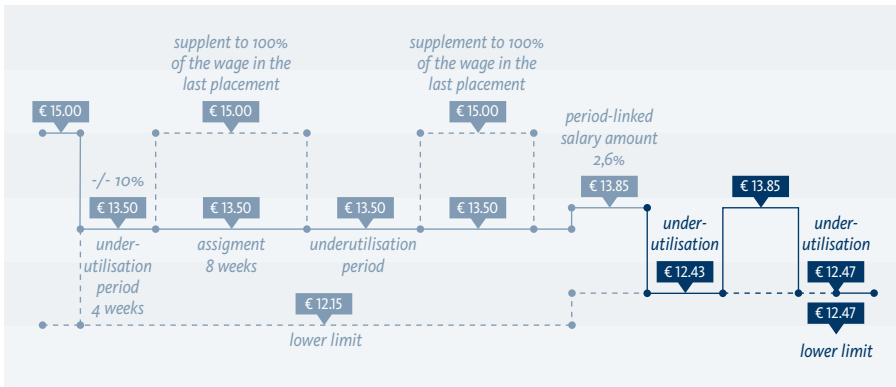 supplent to 100%
of the wage in the
last placement
€ 15.00
supplement to 100%
of the wage in the
last placement
€ 15.00
€ 15.00
period-linked
salary amount
2,6%
€ 13.85
€ 13.85
-/- 10%
€ 13.50
€ 13.50
€ 13.50
€ 13.50
under-
utilisation
period
4 weeks
assigment
8 weeks
underutilisation
period
under-
utilisation
€ 12.43
under-
utilisation
€ 12.47
€ 12.15
lower limit
€ 12.47
lower limit